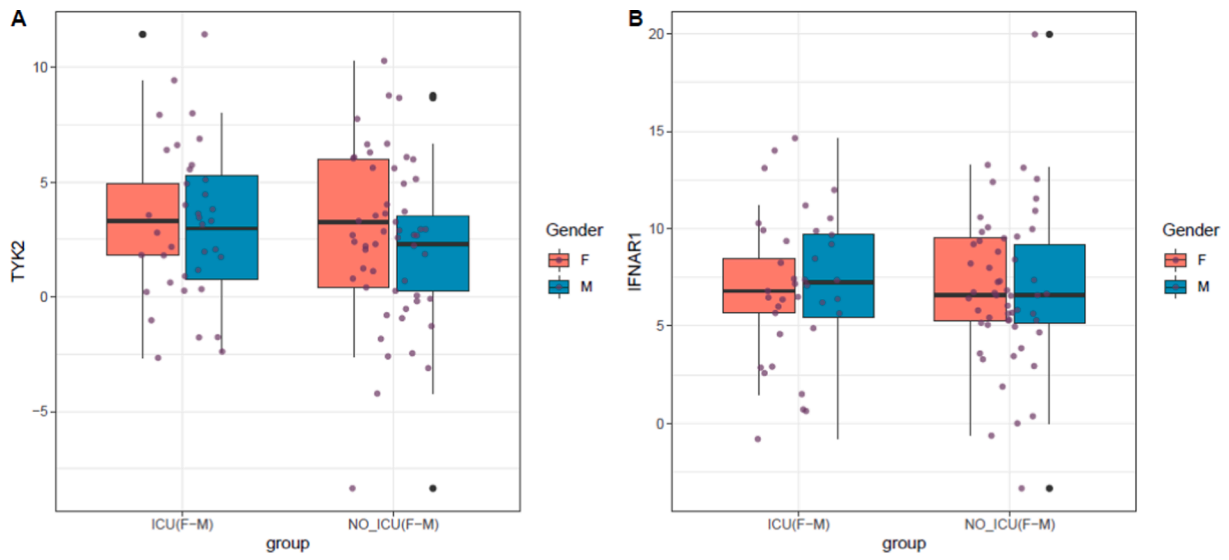 A
TYK2
10
5
0
−5
ICU(F−M)
NO_ICU(F−M)
group
Gender
F
M
B
IFNAR1
20
15
10
5
0
ICU(F−M)
NO_ICU(F−M)
group
Gender
F
M